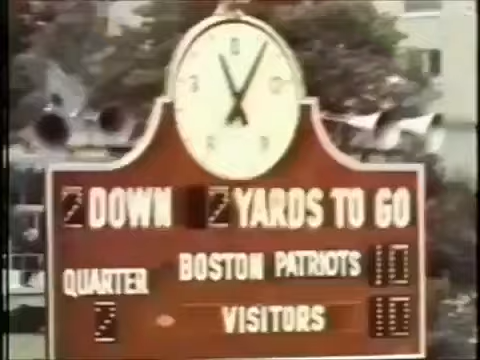 2 DOWN 2 YARDS TO GO
BOSTON PATRIOTS 10
QUARTER
2
VISITORS 10